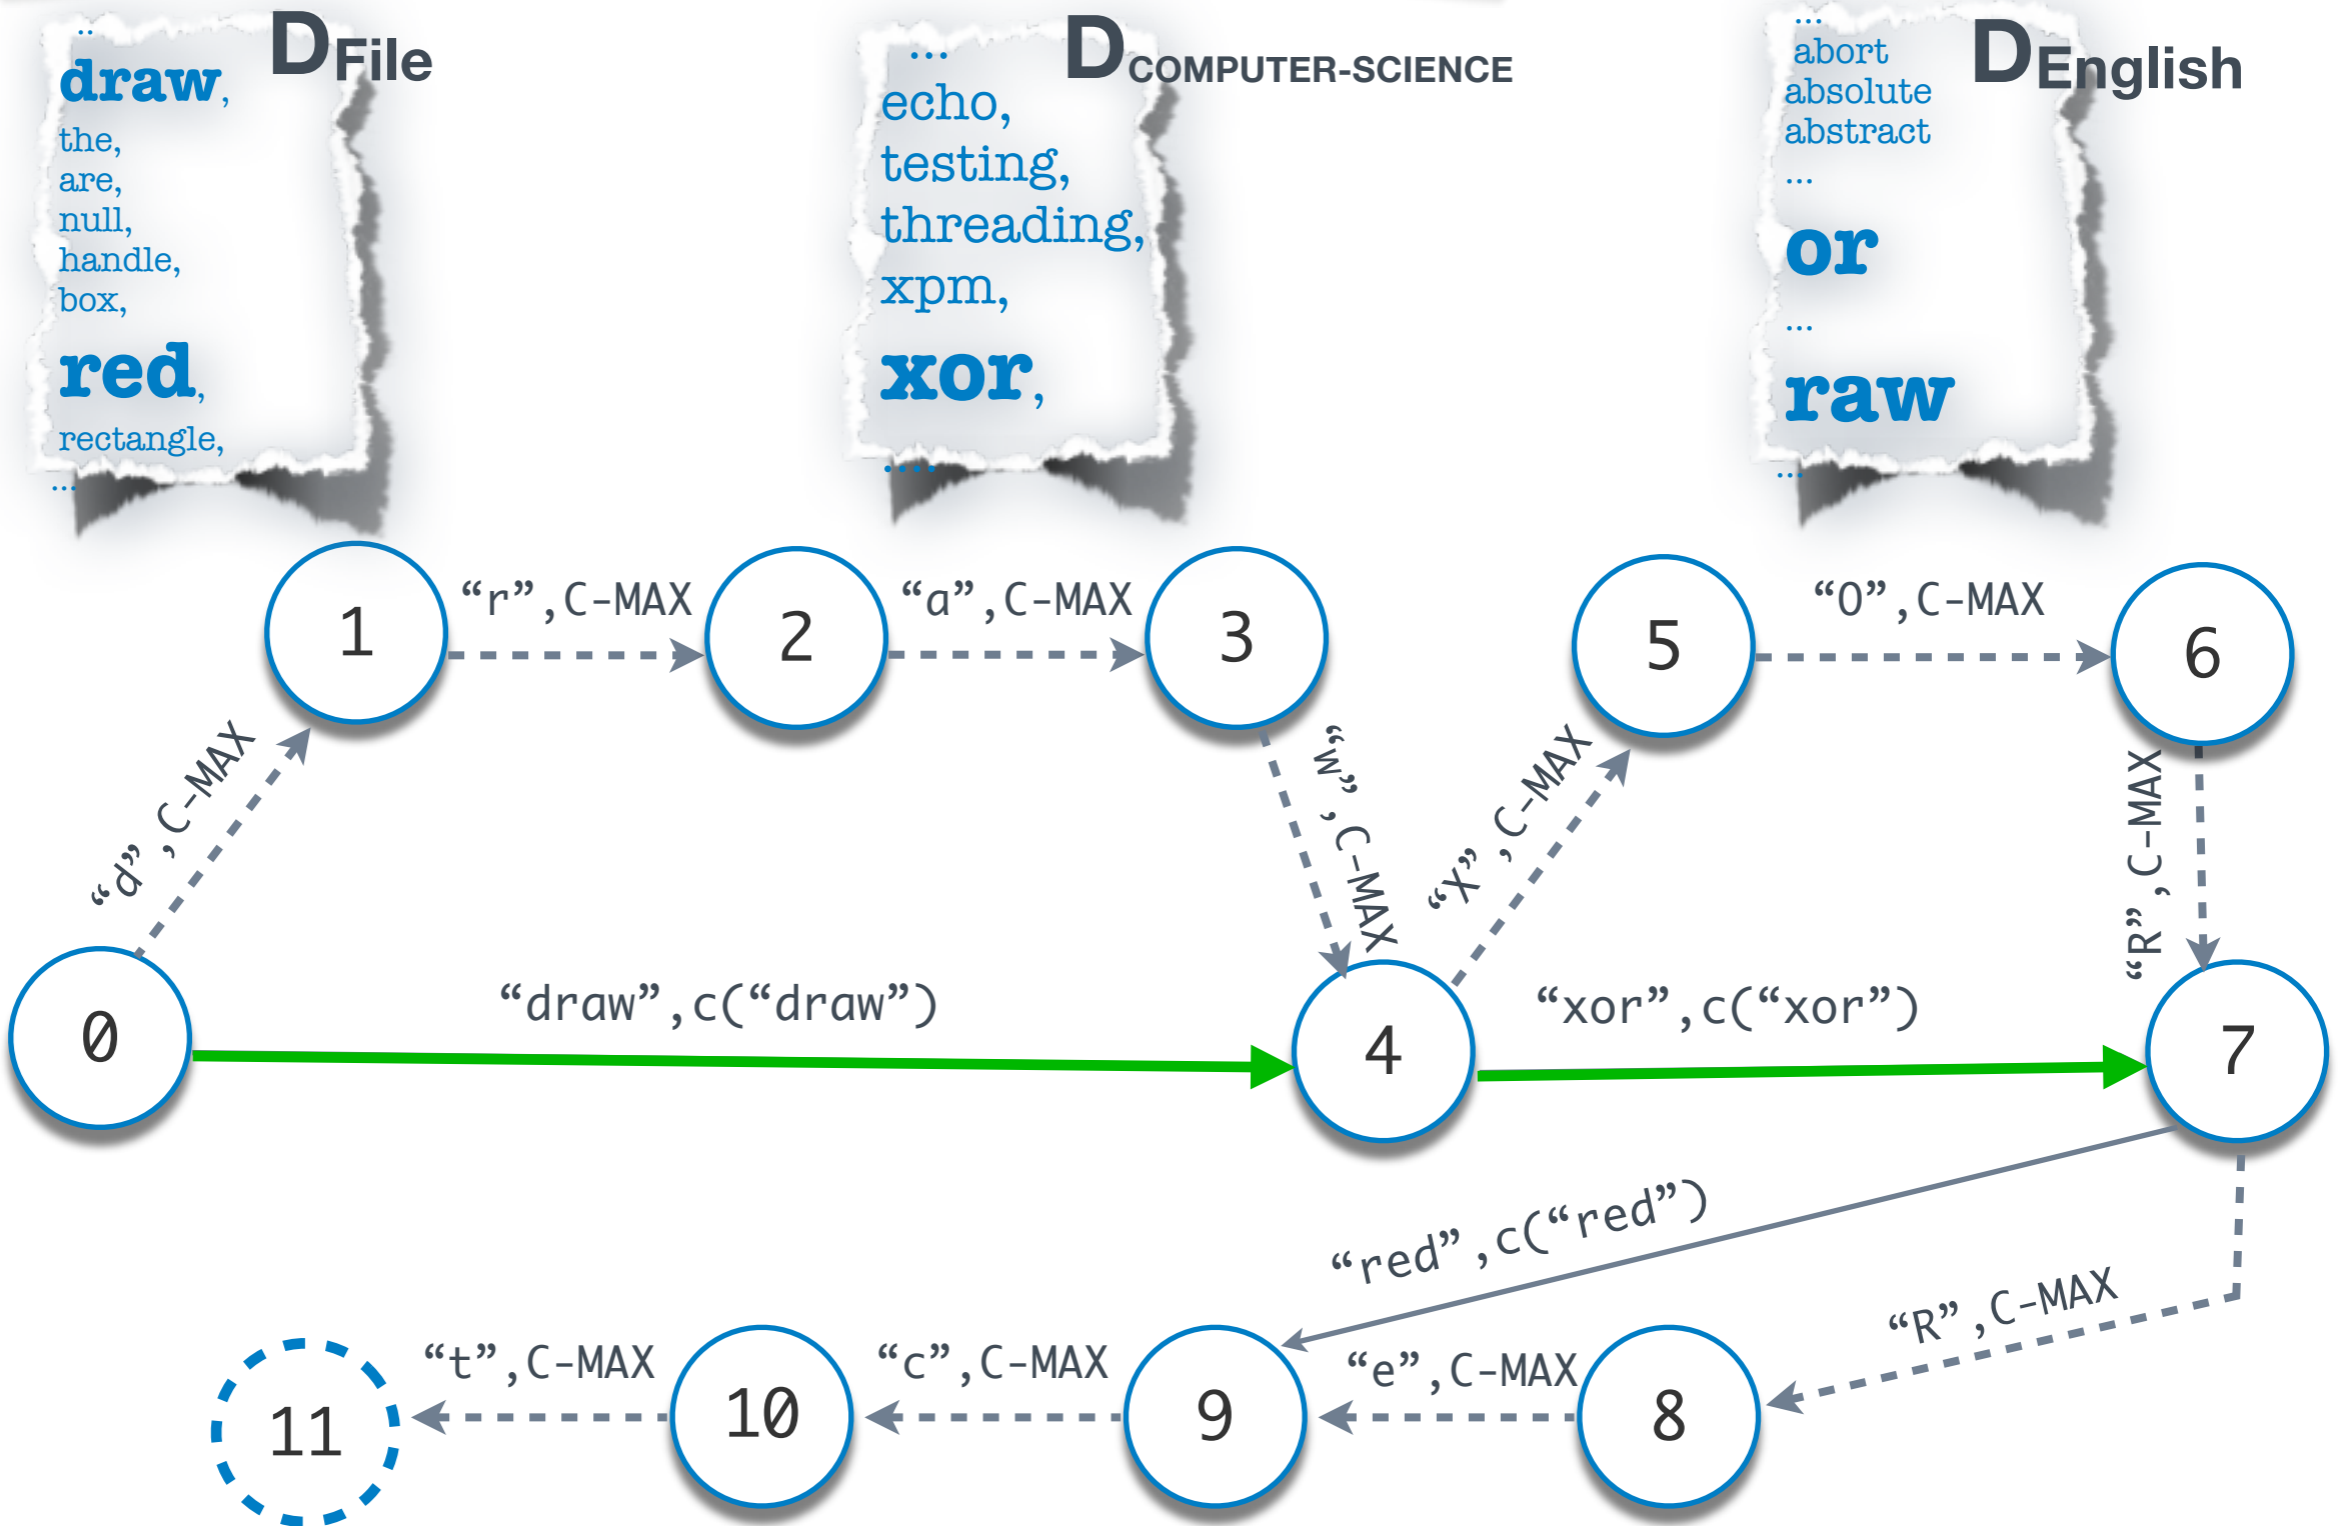 ..
draw,
the,
are,
null,
handle,
box,
red,
rectangle,
...
DFile
...
echo,
testing,
threading,
xpm,
xor,
....
DCOMPUTER-SCIENCE
...
abort
absolute
abstract
...
or
...
raw
...
DEnglish
1
“r”,C-MAX
2
“a”,C-MAX
3
5
“O”,C-MAX
6
“d”,C-MAX
“w”,C-MAX
“X”,C-MAX
“R”,C-MAX
0
“draw”,c(“draw”)
4
“xor”,c(“xor”)
7
“red”,c(“red”)
“R”,C-MAX
11
“t”,C-MAX
10
“c”,C-MAX
9
“e”,C-MAX
8